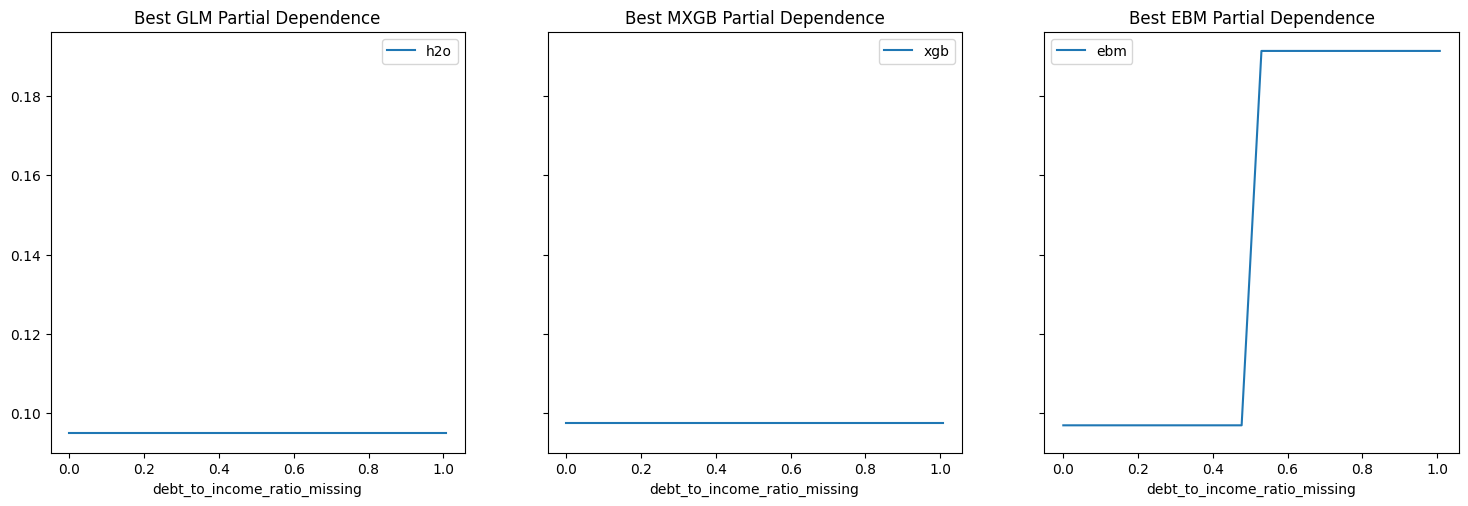 Best GLM Partial Dependence
h2o
0.18
0.16
0.14
0.12
0.10
0.0 0.2 0.4 0.6 0.8 1.0
debt_to_income_ratio_missing
Best MXGB Partial Dependence
xgb
0.0 0.2 0.4 0.6 0.8 1.0
debt_to_income_ratio_missing
Best EBM Partial Dependence
ebm
0.0 0.2 0.4 0.6 0.8 1.0
debt_to_income_ratio_missing